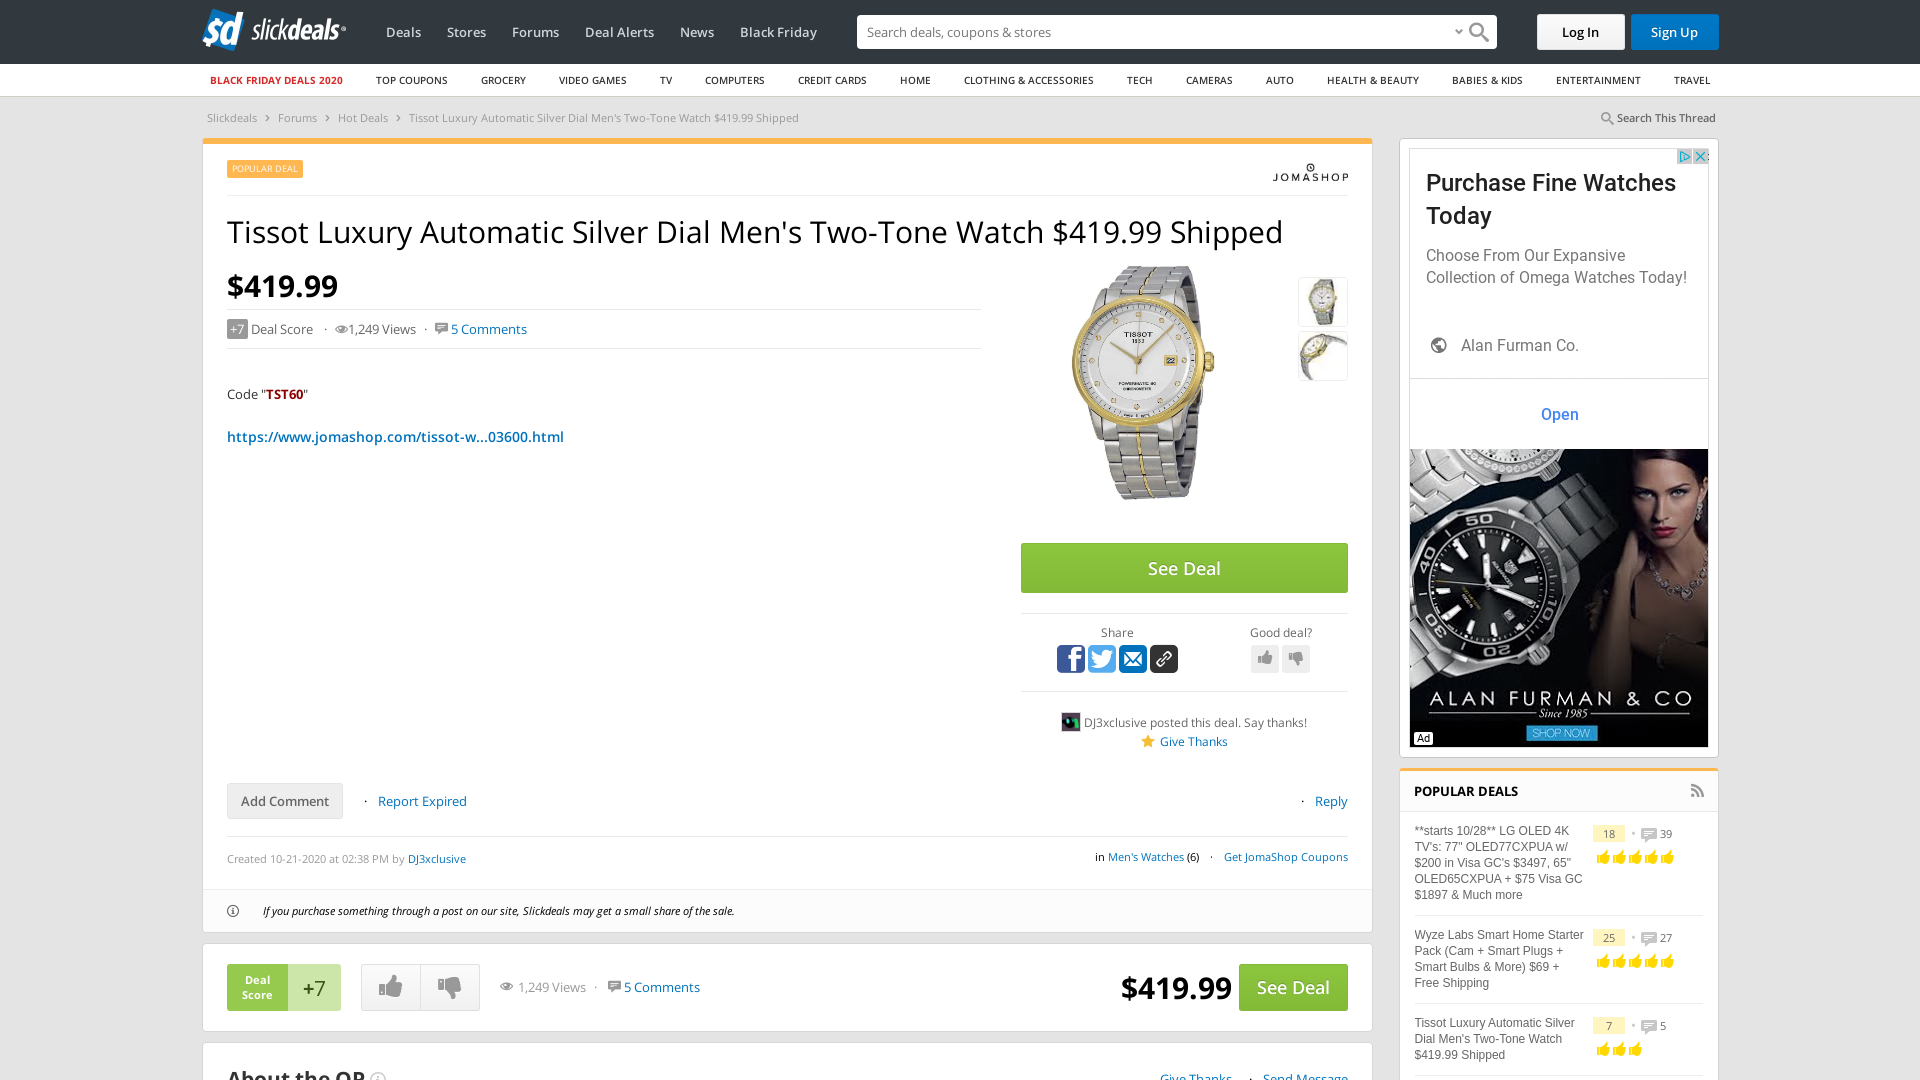 slickdeals
Deals
Stores
Forums
Deal Alerts
News
Black Friday
Search deals, coupons & stores
Log In
Sign Up
BLACK FRIDAY DEALS 2020
TOP COUPONS
GROCERY
VIDEO GAMES
TV
COMPUTERS
CREDIT CARDS
HOME
CLOTHING & ACCESSORIES
TECH
CAMERAS
AUTO
HEALTH & BEAUTY
BABIES & KIDS
ENTERTAINMENT
TRAVEL
Slickdeals › Forums › Hot Deals › Tissot Luxury Automatic Silver Dial Men's Two-Tone Watch $419.99 Shipped
Search This Thread
POPULAR DEAL
JOMASHOP
Tissot Luxury Automatic Silver Dial Men's Two-Tone Watch $419.99 Shipped
$419.99
+7 Deal Score · 1,249 Views · 5 Comments
Code "TST60"
https://www.jomashop.com/tissot-w...03600.html
TISSOT
1853
POWERMATIC 80
CHRONOMETER
See Deal
Share
Good deal?
DJ3xclusive posted this deal. Say thanks!
Give Thanks
Add Comment
· Report Expired
· Reply
Created 10-21-2020 at 02:38 PM by DJ3xclusive
in Men's Watches (6) · Get JomaShop Coupons
If you purchase something through a post on our site, Slickdeals may get a small share of the sale.
Deal
Score
+7
1,249 Views · 5 Comments
$419.99
See Deal
About the OP
Give Thanks · Send Message
Purchase Fine Watches
Today
Choose From Our Expansive
Collection of Omega Watches Today!
Alan Furman Co.
Open
ALAN FURMAN & CO
Since 1985
SHOP NOW
Ad
POPULAR DEALS
**starts 10/28** LG OLED 4K
TV's: 77" OLED77CXPUA w/
$200 in Visa GC's $3497, 65"
OLED65CXPUA + $75 Visa GC
$1897 & Much more
18 · 39
Wyze Labs Smart Home Starter
Pack (Cam + Smart Plugs +
Smart Bulbs & More) $69 +
Free Shipping
25 · 27
Tissot Luxury Automatic Silver
Dial Men's Two-Tone Watch
$419.99 Shipped
7 · 5